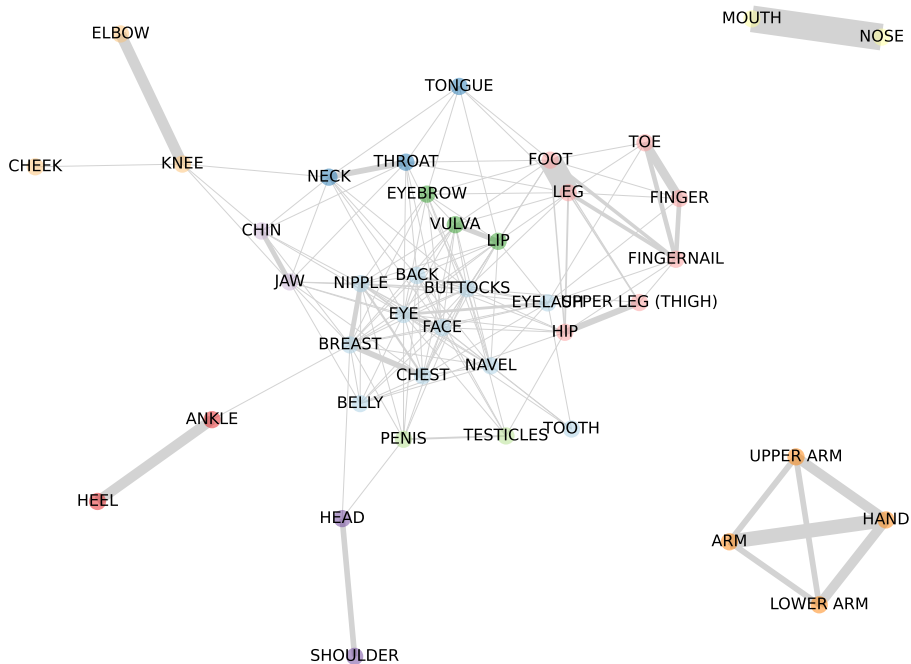 MOUTH
NOSE
ELBOW
TONGUE
TOE
CHEEK
KNEE
THROAT
FOOT
NECK
EYEBROW
LEG
FINGER
VULVA
CHIN
LIP
FINGERNAIL
JAW
NIPPLE
BACK
BUTTOCKS
EYELASH
UPPER LEG (THIGH)
EYE
FACE
HIP
BREAST
CHEST
NAVEL
BELLY
ANKLE
PENIS
TESTICLES
TOOTH
UPPER ARM
HEEL
HEAD
HAND
ARM
LOWER ARM
SHOULDER